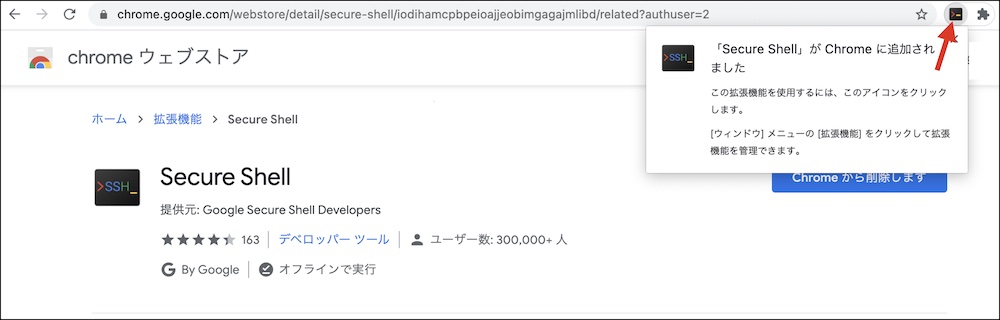 chrome.google.com/webstore/detail/secure-shell/iodihamcpbpeioajjeobimgagajmlibd/related?authuser=2
chrome ウェブストア
「Secure Shell」が Chrome に追加され
ました
この拡張機能を使用するには、このアイコンをクリック
します。
[ウィンドウ] メニューの [拡張機能] をクリックして拡張
機能を管理できます。
>SSH_
ホーム > 拡張機能 > Secure Shell
>SSH_
Secure Shell
Chrome から削除します
提供元: Google Secure Shell Developers
163 デベロッパー ツール ユーザー数: 300,000+ 人
By Google オフラインで実行